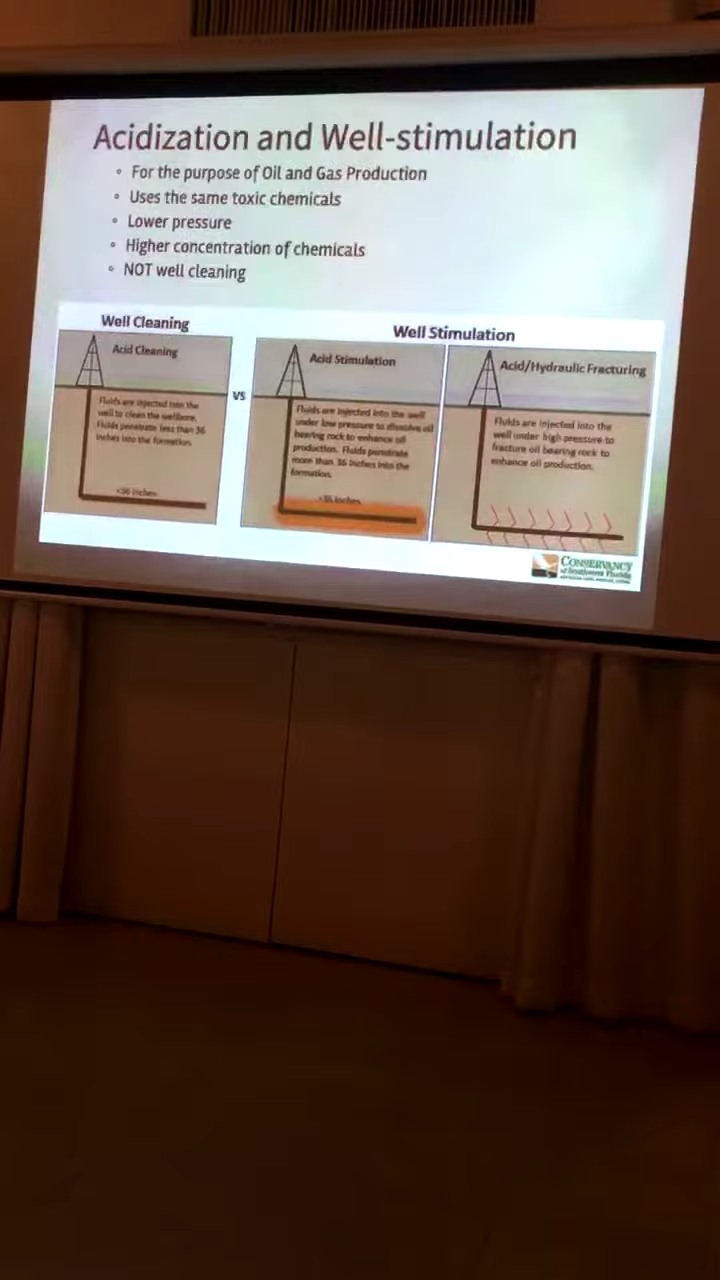 Acidization and Well-stimulation
• For the purpose of Oil and Gas Production
• Uses the same toxic chemicals
• Lower pressure
• Higher concentration of chemicals
• NOT well cleaning
Well Cleaning
Acid Cleaning
Fluids are injected into the
well to clean the wellbore.
Fluids penetrate less than 36
inches into the formation.
<36 inches
vs
Well Stimulation
Acid Stimulation
Fluids are injected into the well
under low pressure to dissolve oil
bearing rock to enhance oil
production. Fluids penetrate
more than 36 inches into the
formation.
Acid/Hydraulic Fracturing
Fluids are injected into the
well under high pressure to
fracture oil bearing rock to
enhance oil production.
CONSERVANCY
of Southwest Florida